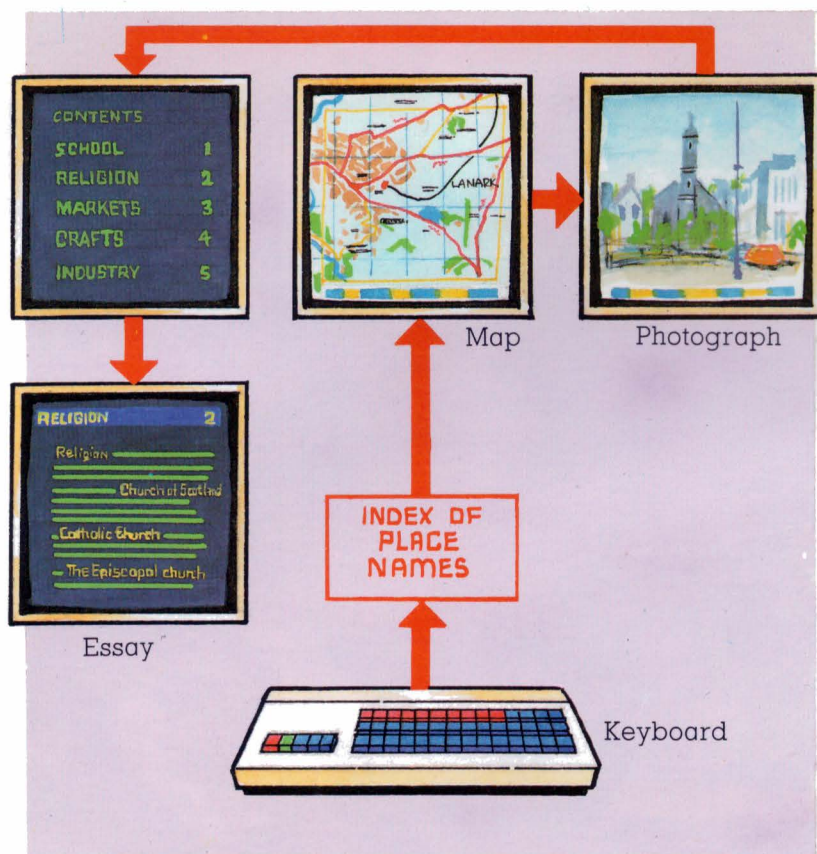 CONTENTS
SCHOOL 1
RELIGION 2
MARKETS 3
CRAFTS 4
INDUSTRY 5
LANARK
Map
Photograph
RELIGION 2
Religion
Church of Scotland
Catholic Church
The Episcopal church
Essay
INDEX OF
PLACE
NAMES
Keyboard